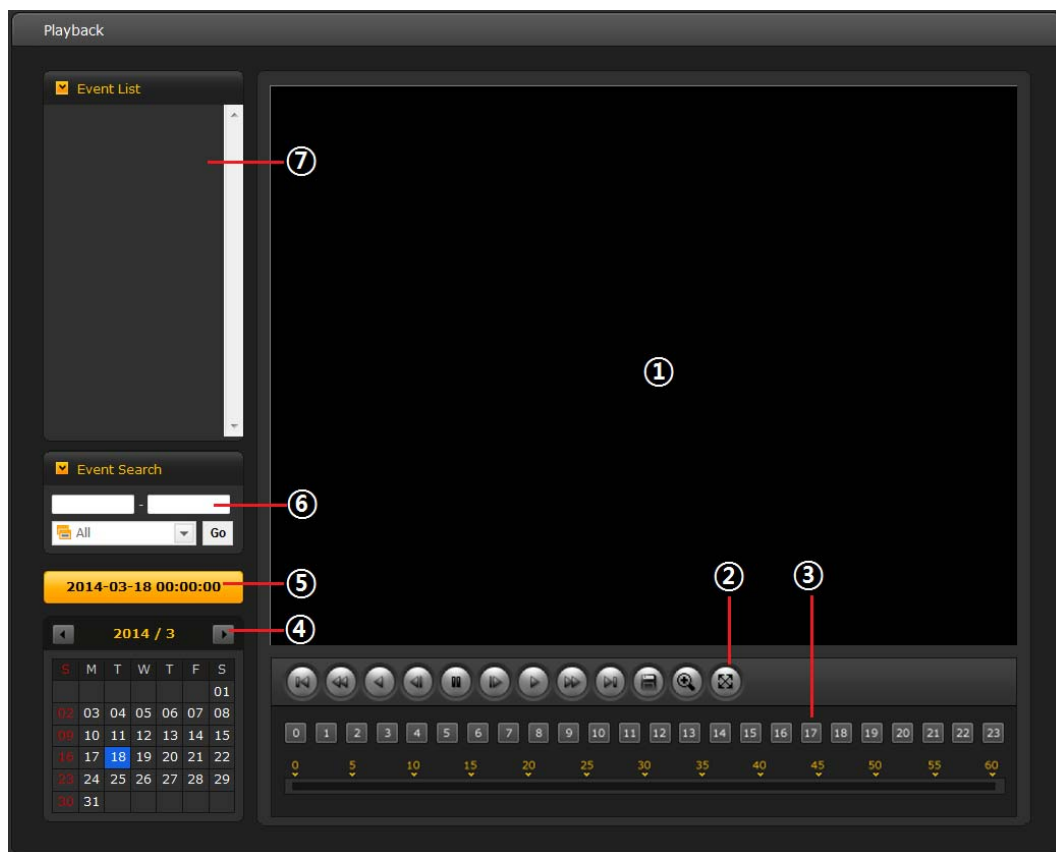 Playback
Event List
⑦
①
Event Search
-
⑥
All
Go
2014-03-18 00:00:00
⑤
②
③
2014 / 3
④
S M T W T F S
01
02 03 04 05 06 07 08
09 10 11 12 13 14 15
16 17 18 19 20 21 22
23 24 25 26 27 28 29
30 31
0 1 2 3 4 5 6 7 8 9 10 11 12 13 14 15 16 17 18 19 20 21 22 23
0 5 10 15 20 25 30 35 40 45 50 55 60